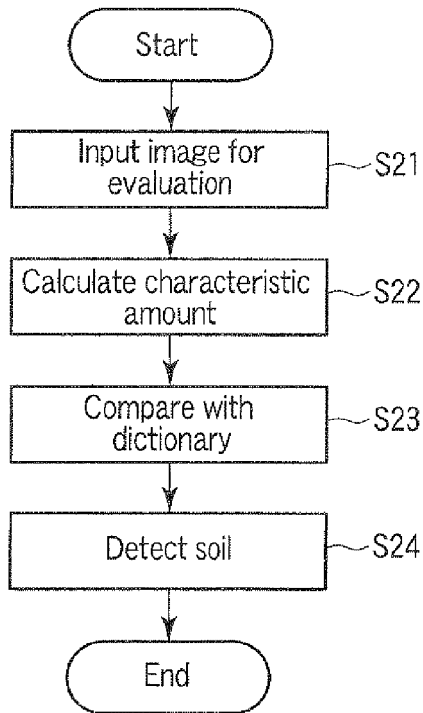 Start
Input image for
evaluation
S21
Calculate characteristic
amount
S22
Compare with
dictionary
S23
Detect soil
S24
End